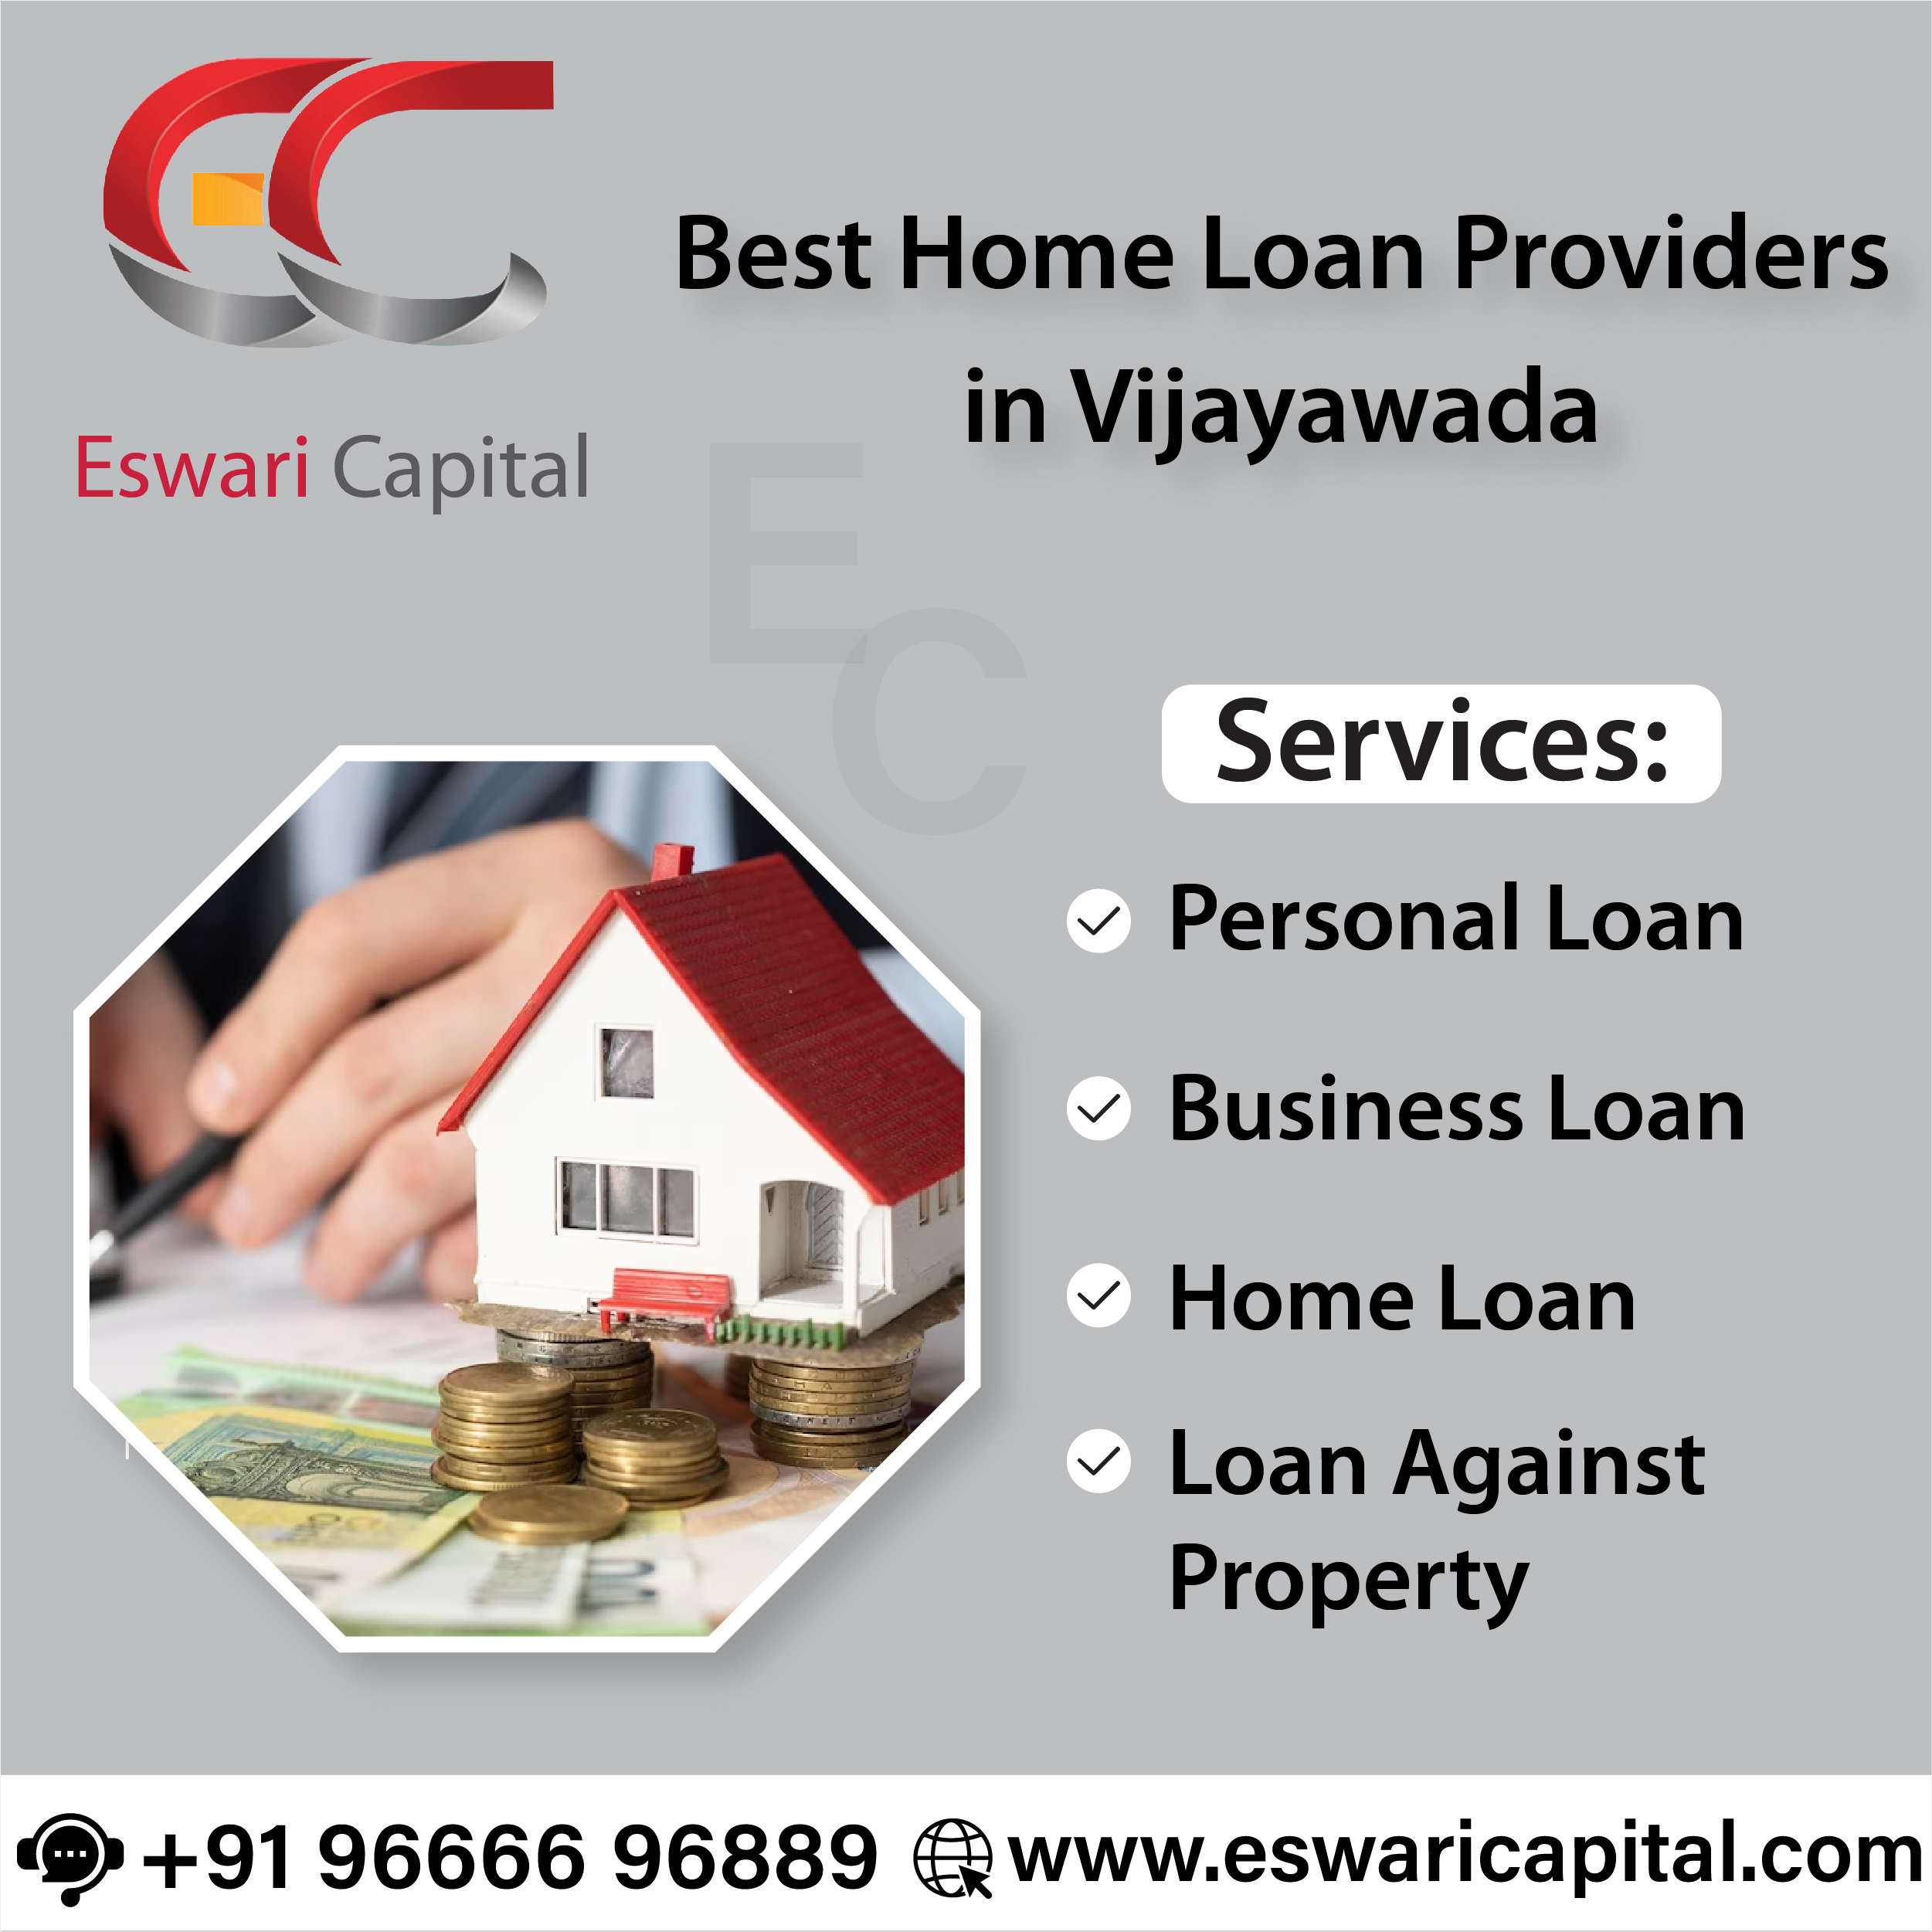 Eswari Capital
Best Home Loan Providers
in Vijayawada
E
C
Services:
Personal Loan
Business Loan
Home Loan
Loan Against
Property
+91 96666 96889
www.eswaricapital.com